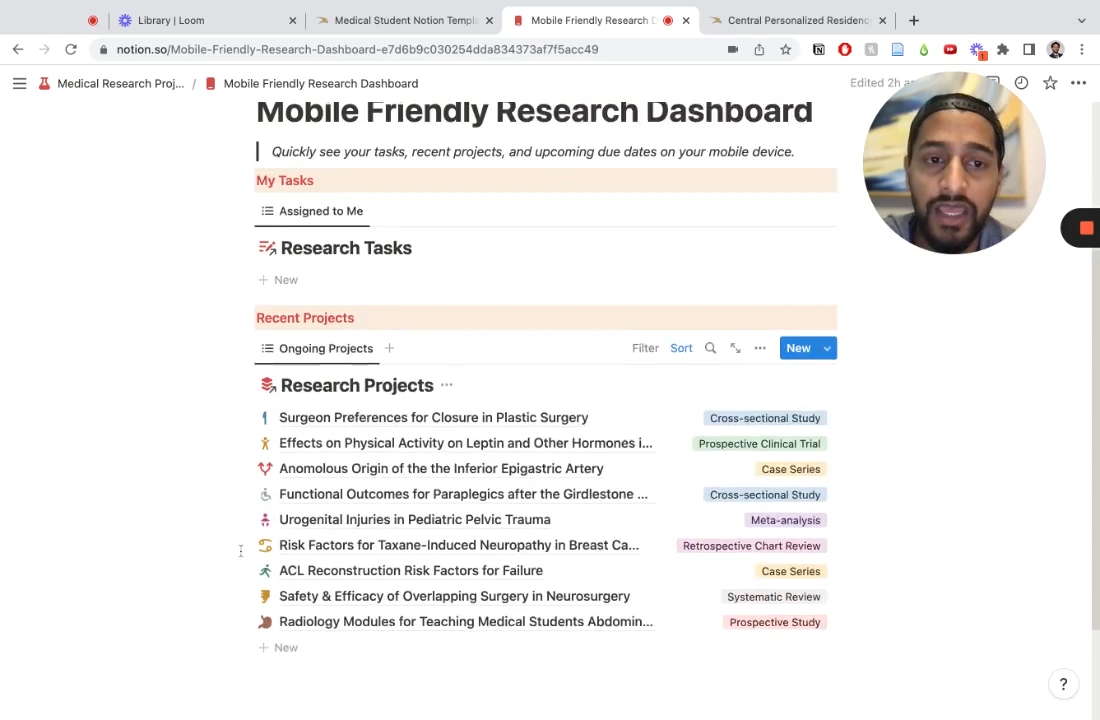 Library | Loom
Medical Student Notion Templ
Mobile Friendly Research D
Central Personalized Residenc
notion.so/Mobile-Friendly-Research-Dashboard-e7d6b9c030254dda834373af7f5acc49
1
Medical Research Proj... / Mobile Friendly Research Dashboard
Edited 2h
Mobile Friendly Research Dashboard
Quickly see your tasks, recent projects, and upcoming due dates on your mobile device.
My Tasks
Assigned to Me
Research Tasks
+ New
Recent Projects
Ongoing Projects +
Filter Sort New
Research Projects
Surgeon Preferences for Closure in Plastic Surgery Cross-sectional Study
Effects on Physical Activity on Leptin and Other Hormones i... Prospective Clinical Trial
Anomolous Origin of the the Inferior Epigastric Artery Case Series
Functional Outcomes for Paraplegics after the Girdlestone ... Cross-sectional Study
Urogenital Injuries in Pediatric Pelvic Trauma Meta-analysis
Risk Factors for Taxane-Induced Neuropathy in Breast Ca... Retrospective Chart Review
ACL Reconstruction Risk Factors for Failure Case Series
Safety & Efficacy of Overlapping Surgery in Neurosurgery Systematic Review
Radiology Modules for Teaching Medical Students Abdomin... Prospective Study
+ New
?